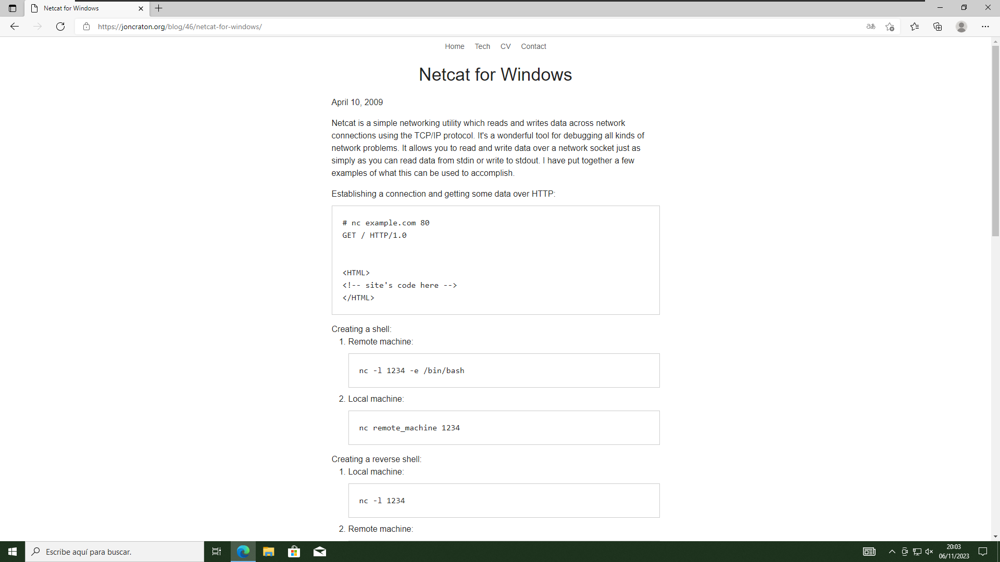 Netcat for Windows
https://joncraton.org/blog/46/netcat-for-windows/
Home Tech CV Contact
Netcat for Windows
April 10, 2009
Netcat is a simple networking utility which reads and writes data across network
connections using the TCP/IP protocol. It's a wonderful tool for debugging all kinds of
network problems. It allows you to read and write data over a network socket just as
simply as you can read data from stdin or write to stdout. I have put together a few
examples of what this can be used to accomplish.
Establishing a connection and getting some data over HTTP:
# nc example.com 80
GET / HTTP/1.0
<HTML>
<!-- site's code here -->
</HTML>
Creating a shell:
1. Remote machine:
nc -l 1234 -e /bin/bash
2. Local machine:
nc remote_machine 1234
Creating a reverse shell:
1. Local machine:
nc -l 1234
2. Remote machine:
Escribe aquí para buscar.
20:03
06/11/2023